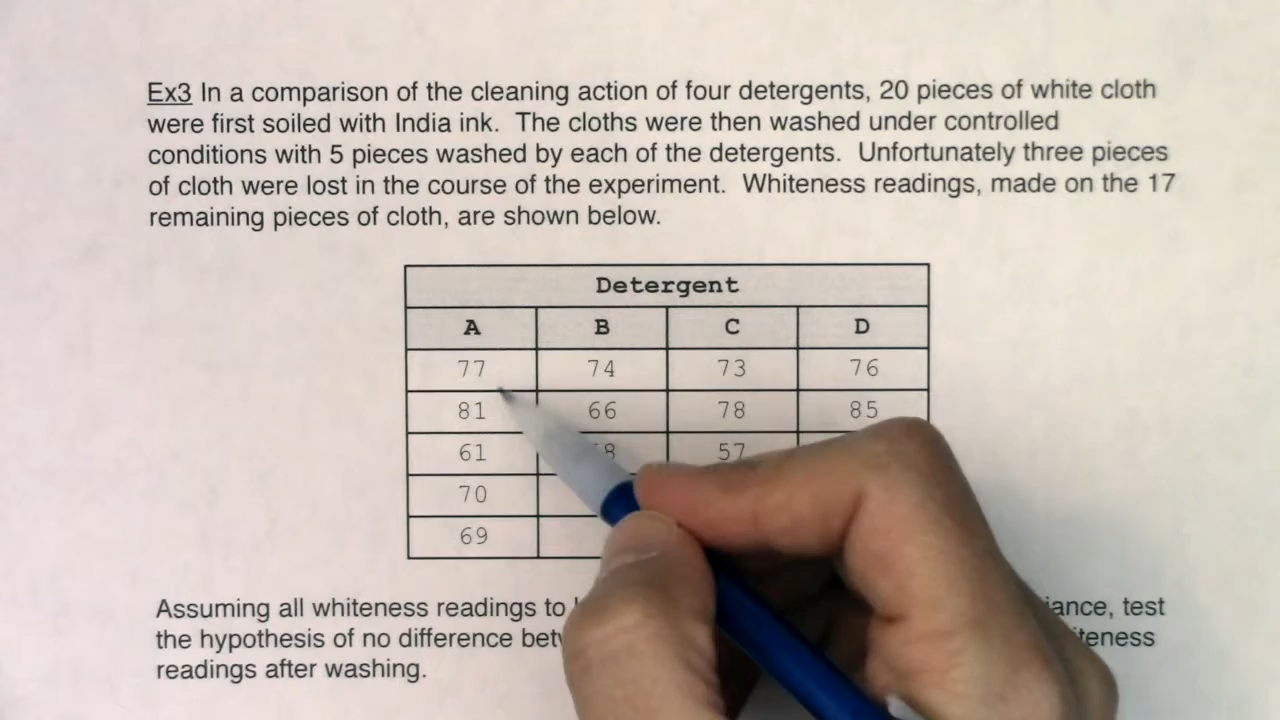 Ex3 In a comparison of the cleaning action of four detergents, 20 pieces of white cloth
were first soiled with India ink. The cloths were then washed under controlled
conditions with 5 pieces washed by each of the detergents. Unfortunately three pieces
of cloth were lost in the course of the experiment. Whiteness readings, made on the 17
remaining pieces of cloth, are shown below.
Detergent
A B C D
77 74 73 76
81 66 78 85
61 57
70
69
Assuming all whiteness readings to test
the hypothesis of no difference
readings after washing.